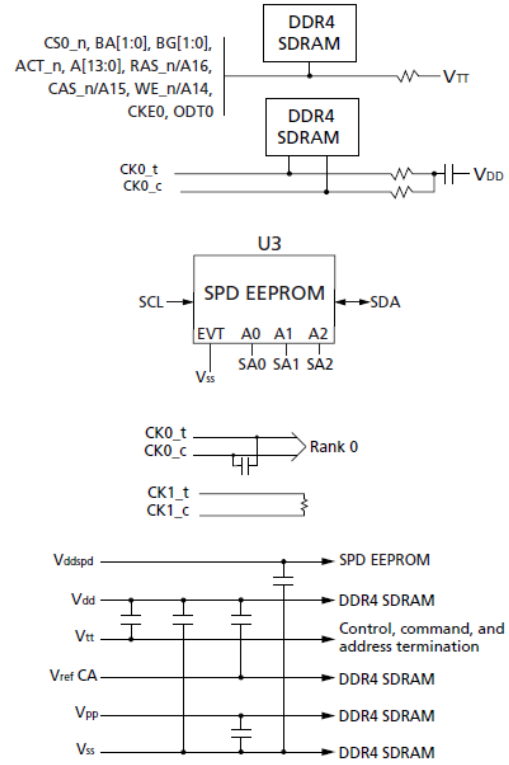 DDR4
SDRAM
CS0_n, BA[1:0], BG[1:0],
ACT_n, A[13:0], RAS_n/A16,
CAS_n/A15, WE_n/A14,
CKE0, ODT0
VTT
DDR4
SDRAM
CK0_t
CK0_c
VDD
U3
SPD EEPROM
SCL
SDA
EVT A0 A1 A2
SA0 SA1 SA2
Vss
CK0_t
CK0_c
Rank 0
CK1_t
CK1_c
Vddspd
SPD EEPROM
Vdd
DDR4 SDRAM
Vtt
Control, command, and
address termination
Vref CA
DDR4 SDRAM
Vpp
DDR4 SDRAM
Vss
DDR4 SDRAM